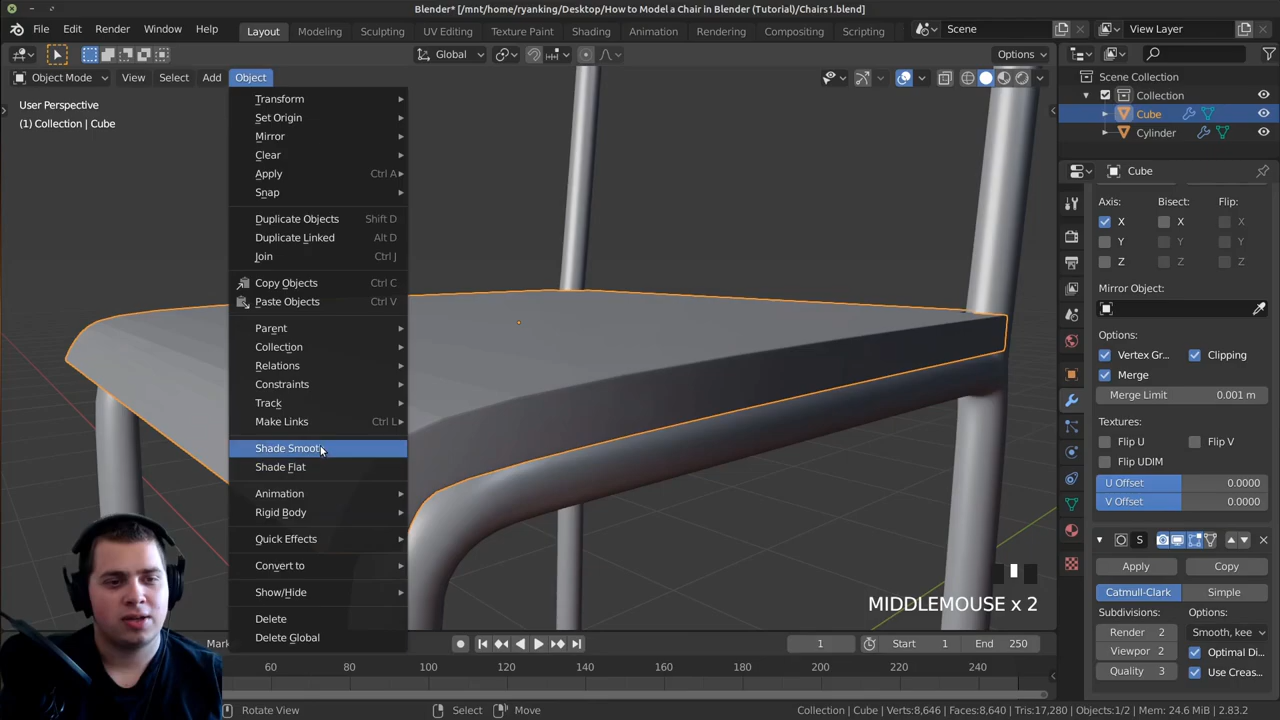 Blender* [/mnt/home/ryanking/Desktop/How to Model a Chair in Blender (Tutorial)/Chairs1.blend]
File Edit Render Window Help Layout Modeling Sculpting UV Editing Texture Paint Shading Animation Rendering Compositing Scripting Scene View Layer
Global Options
Object Mode View Select Add Object
User Perspective
(1) Collection | Cube
Transform
Set Origin
Mirror
Clear
Apply Ctrl A
Snap
Duplicate Objects Shift D
Duplicate Linked Alt D
Join Ctrl J
Copy Objects Ctrl C
Paste Objects Ctrl V
Parent
Collection
Relations
Constraints
Track
Make Links Ctrl L
Shade Smooth
Shade Flat
Animation
Rigid Body
Quick Effects
Convert to
Show/Hide
Delete
Delete Global
MIDDLEMOUSE x 2
Scene Collection
Collection
Cube
Cylinder
Cube
Axis: Bisect: Flip:
X X X
Y Y Y
Z Z Z
Mirror Object:
Options:
Vertex Gr... Clipping
Merge
Merge Limit 0.001 m
Textures:
Flip U Flip V
Flip UDIM
U Offset 0.0000
V Offset 0.0000
S
Apply Copy
Catmull-Clark Simple
Subdivisions: Options:
Render 2 Smooth, kee
Viewpor 2 Optimal Di...
Quality 3 Use Creas...
Mark 1 Start 1 End 250
60 80 100 120 140 160 180 200 220 240
Rotate View Select Move Collection | Cube | Verts:8,646 | Faces:8,640 | Tris:17,280 | Objects:1/2 | Mem: 24.6 MiB | 2.83.2